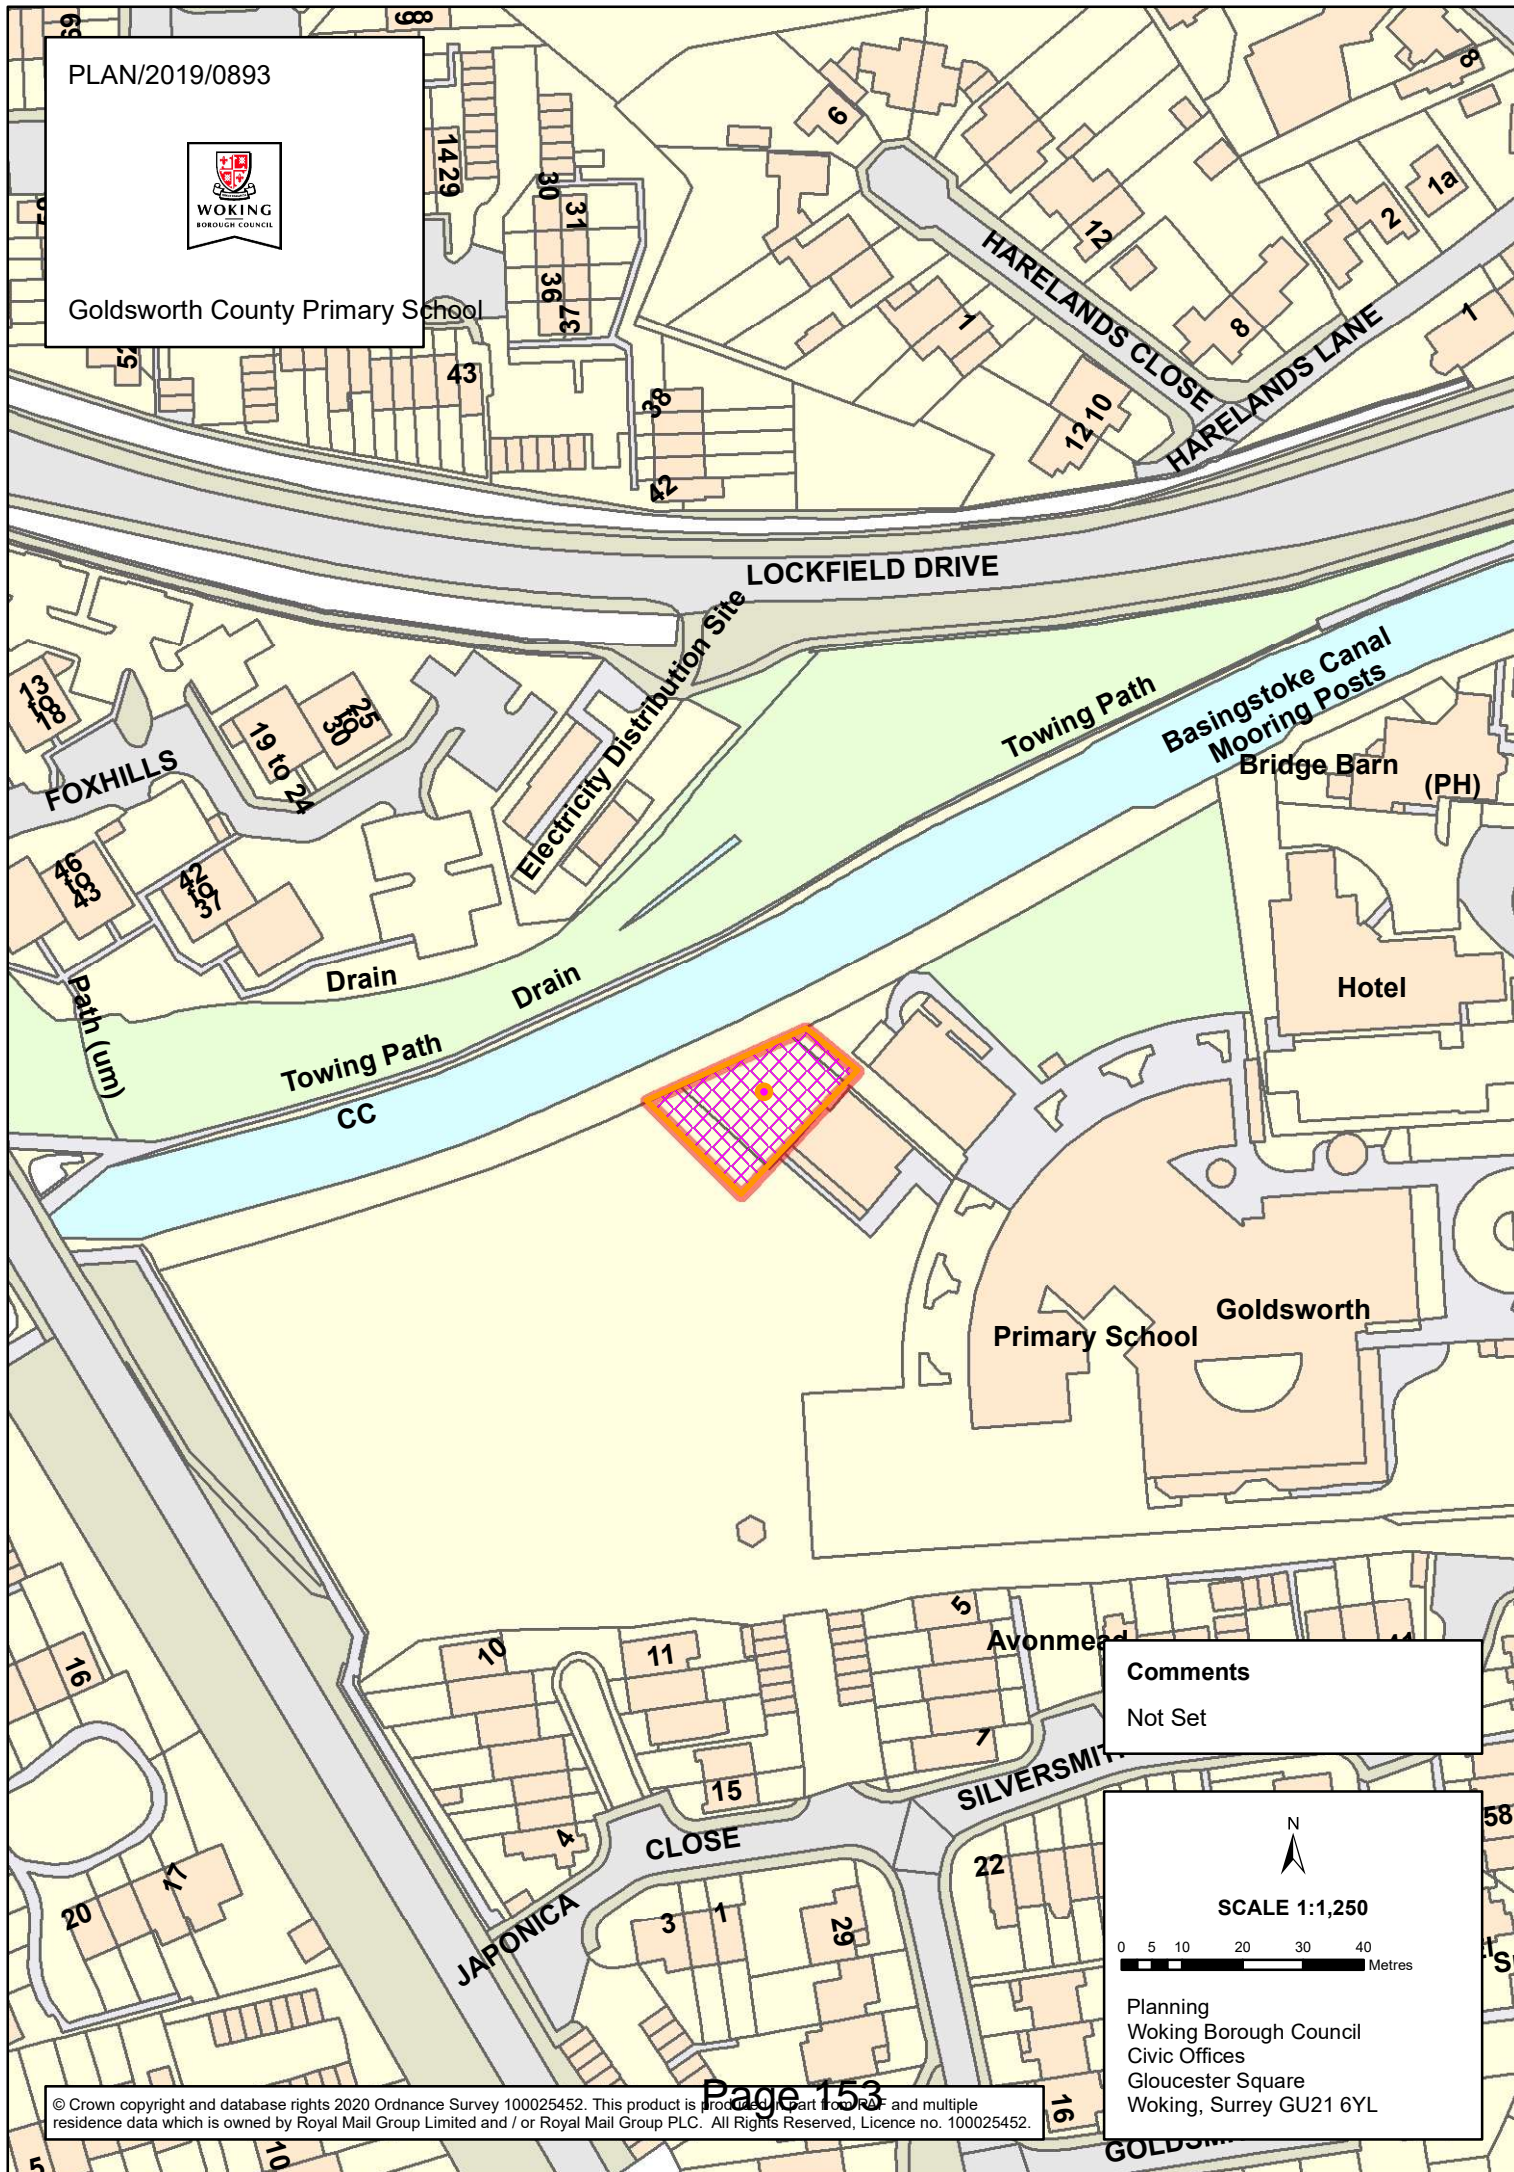 PLAN/2019/0893
WOKING
BOROUGH COUNCIL
Goldsworth County Primary School
68
14
29
30
31
36
37
43
38
42
6
8
1a
2
12
1
8
1
12 10
HARELANDS CLOSE
HARELANDS LANE
LOCKFIELD DRIVE
Electricity Distribution Site
13
to
18
19 to 24
25
to
30
FOXHILLS
46
to
43
42
to
37
Towing Path
Basingstoke Canal
Mooring Posts
Bridge Barn
(PH)
Hotel
Drain
Drain
Path (um)
Towing Path
CC
Goldsworth
Primary School
10
11
5
Avonmead
7
16
15
4
CLOSE
SILVERSMIT
JAPONICA
20
17
3
1
29
22
58
16
10
5
GOLDSM
Comments
Not Set
N
SCALE 1:1,250
0 5 10 20 30 40
Metres
Planning
Woking Borough Council
Civic Offices
Gloucester Square
Woking, Surrey GU21 6YL
Page 153
© Crown copyright and database rights 2020 Ordnance Survey 100025452. This product is produced in part from PAF and multiple
residence data which is owned by Royal Mail Group Limited and / or Royal Mail Group PLC. All Rights Reserved, Licence no. 100025452.